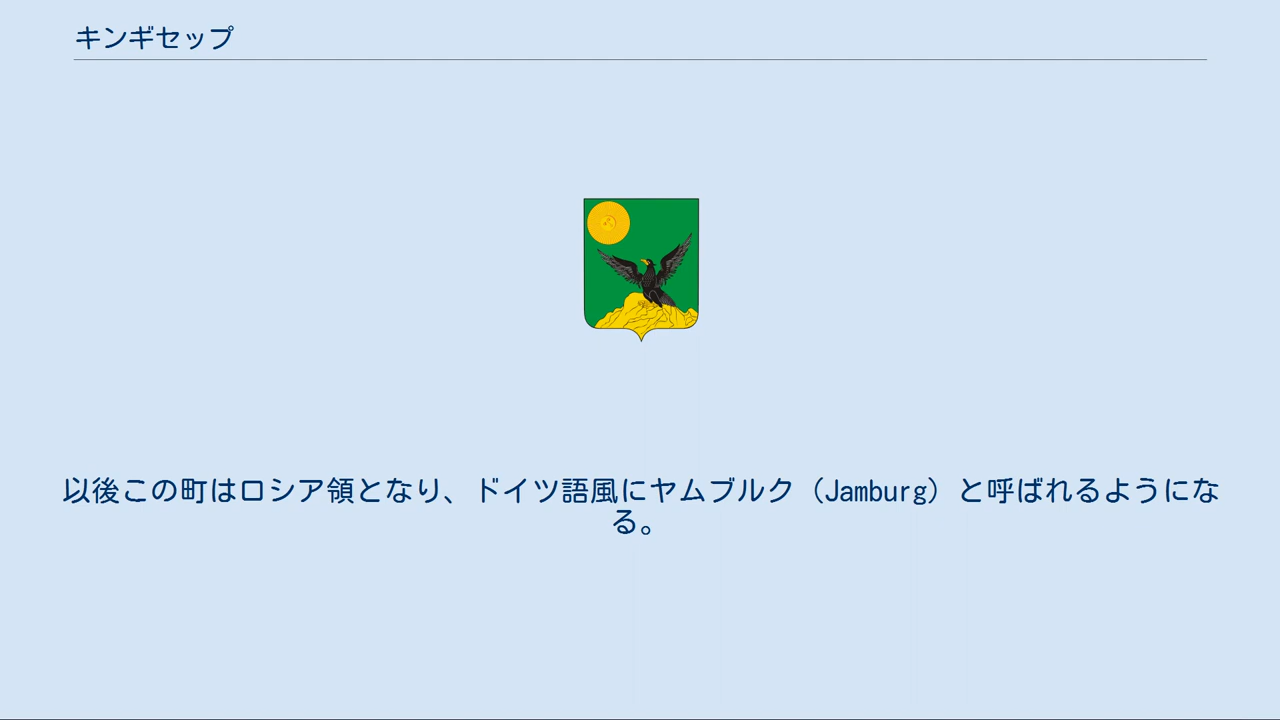 キンギセップ
以後この町はロシア領となり、ドイツ語風にヤムブルク（Jamburg）と呼ばれるようにな
る。